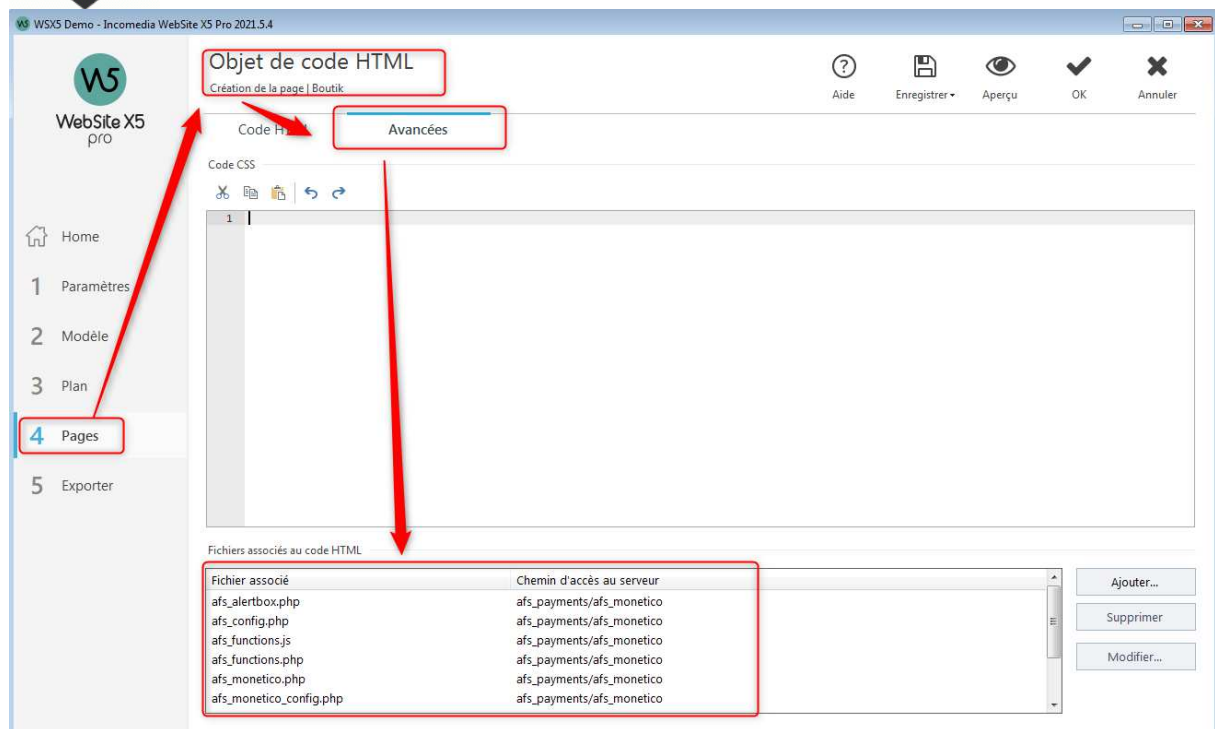 WSX5 Demo - Incomedia WebSite X5 Pro 2021.5.4
WebSite X5
pro
Objet de code HTML
Création de la page | Boutik
Aide
Enregistrer
Aperçu
OK
Annuler
Code
Avancées
Code CSS
1
Home
1 Paramètres
2 Modèle
3 Plan
4 Pages
5 Exporter
Fichiers associés au code HTML
Fichier associé Chemin d'accès au serveur
afs_alertbox.php afs_payments/afs_monetico
afs_config.php afs_payments/afs_monetico
afs_functions.js afs_payments/afs_monetico
afs_functions.php afs_payments/afs_monetico
afs_monetico.php afs_payments/afs_monetico
afs_monetico_config.php afs_payments/afs_monetico
Ajouter...
Supprimer
Modifier...